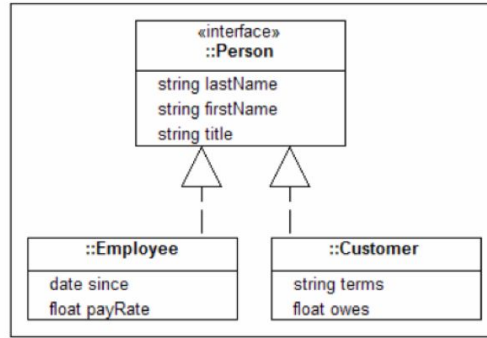 «interface»
::Person
string lastName
string firstName
string title
::Employee
date since
float payRate
::Customer
string terms
float owes